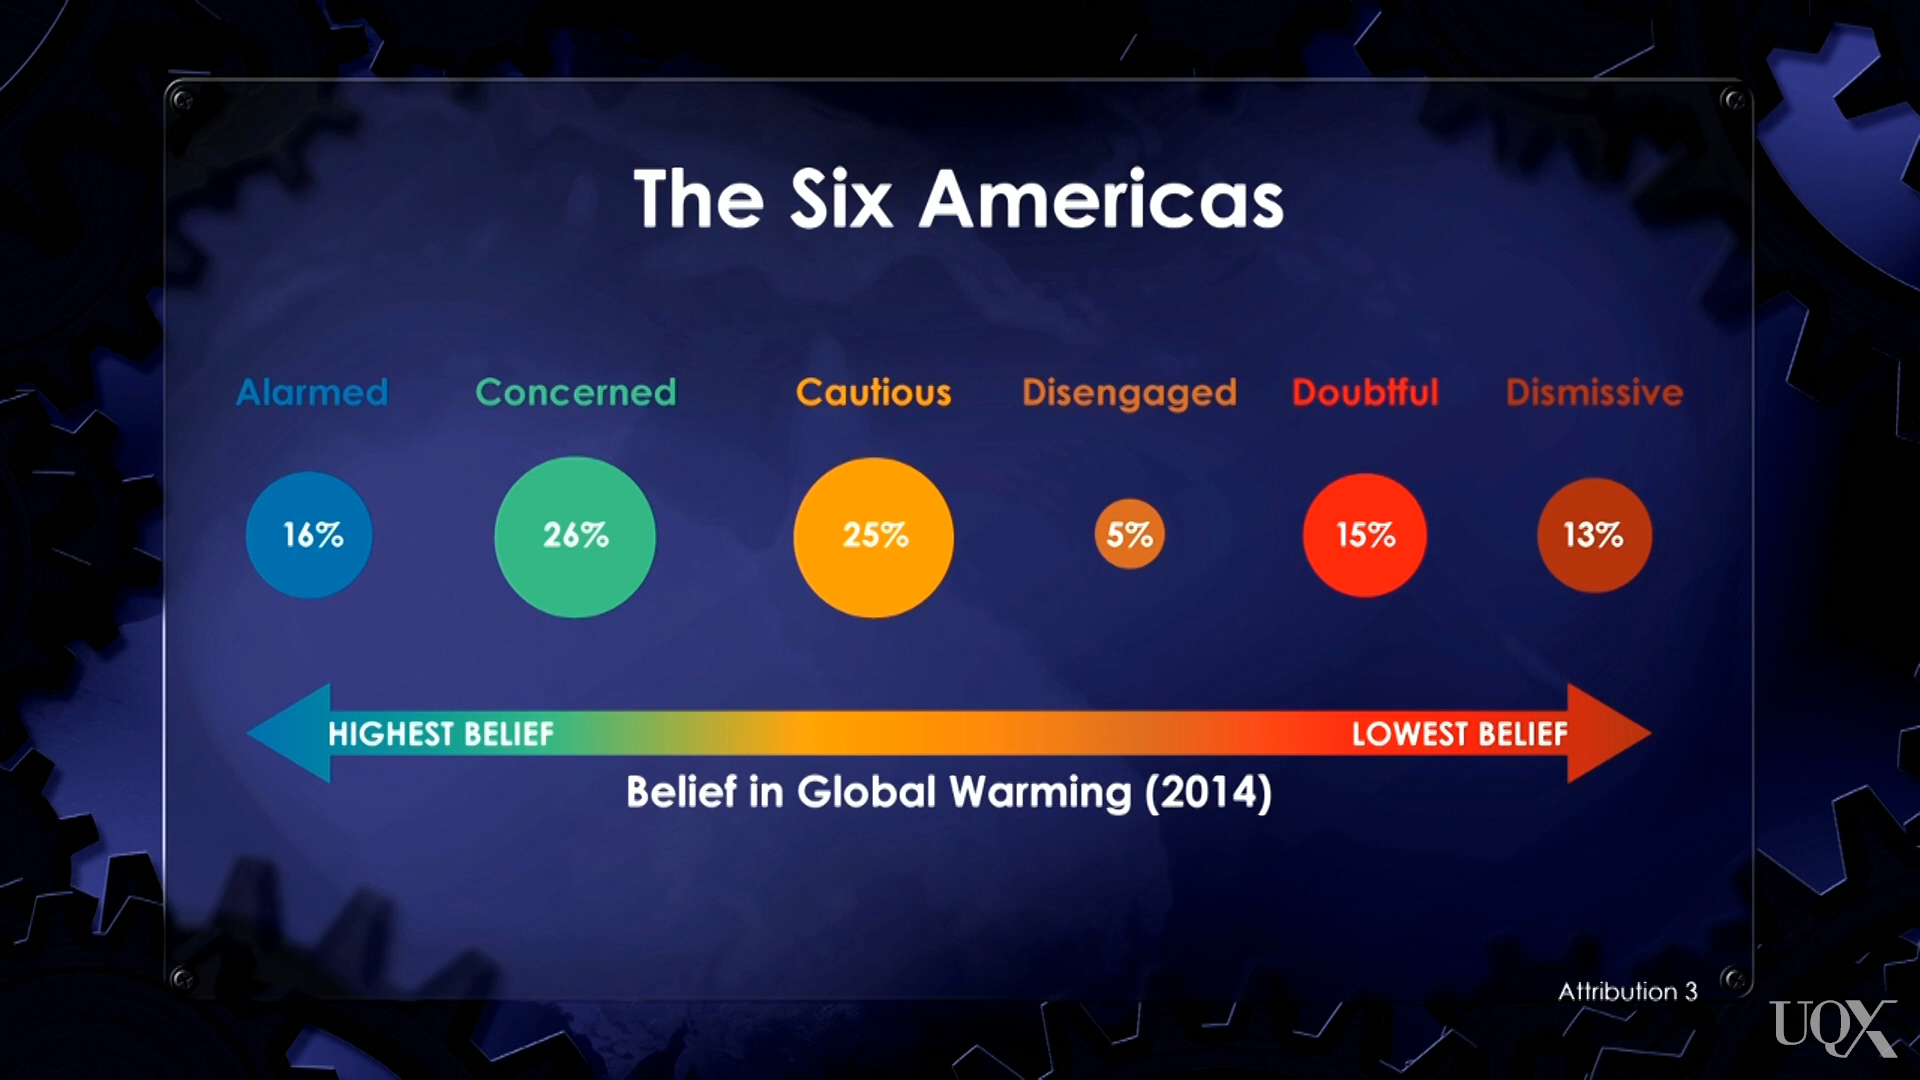 The Six Americas
Alarmed Concerned Cautious Disengaged Doubtful Dismissive
16% 26% 25% 5% 15% 13%
HIGHEST BELIEF LOWEST BELIEF
Belief in Global Warming (2014)
Attribution 3
UQX